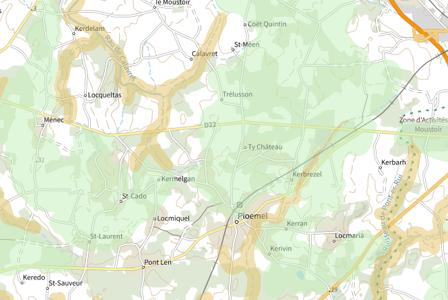 le Moustoir
Coët Quintin
Kerdelam
St-Méen
Calavret
Locqueltas
Trélusson
Ménec
D27
Zone d'Activités
Moustoir
Ty Château
Kerbarh
Kermelgan
Kerbrezel
St-Cado
Locmiquel
Ploemel
Kerran
St-Laurent
Locmaria
Kerivin
Pont Len
Keredo
St-Sauveur